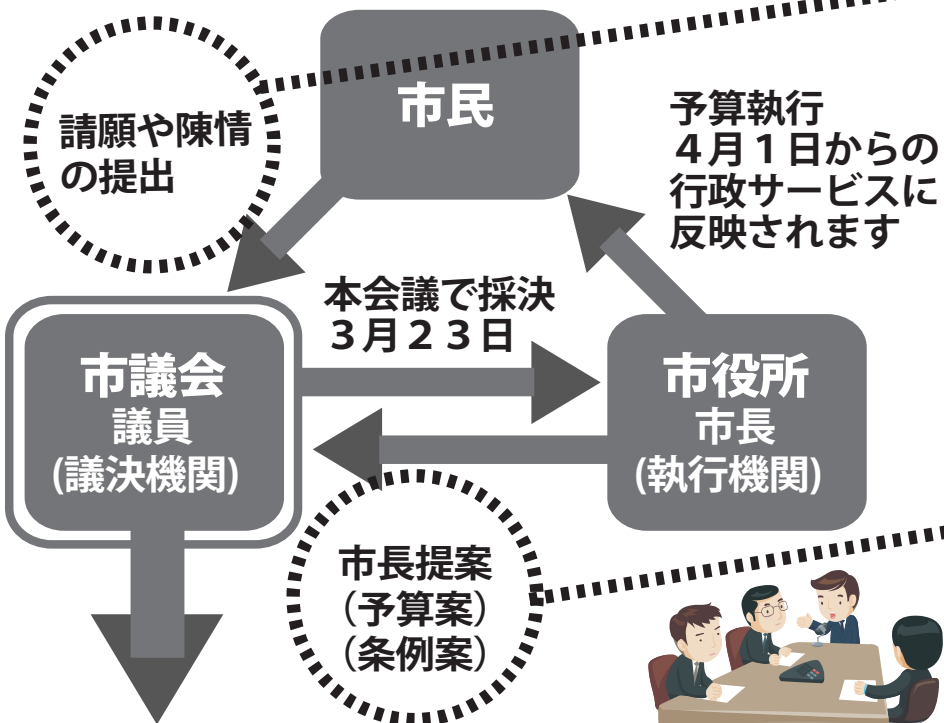 市民
請願や陳情
の提出
予算執行
４月１日からの
行政サービスに
反映されます
本会議で採決
３月２３日
市議会
議員
(議決機関)
市役所
市長
(執行機関)
市長提案
（予算案）
（条例案）